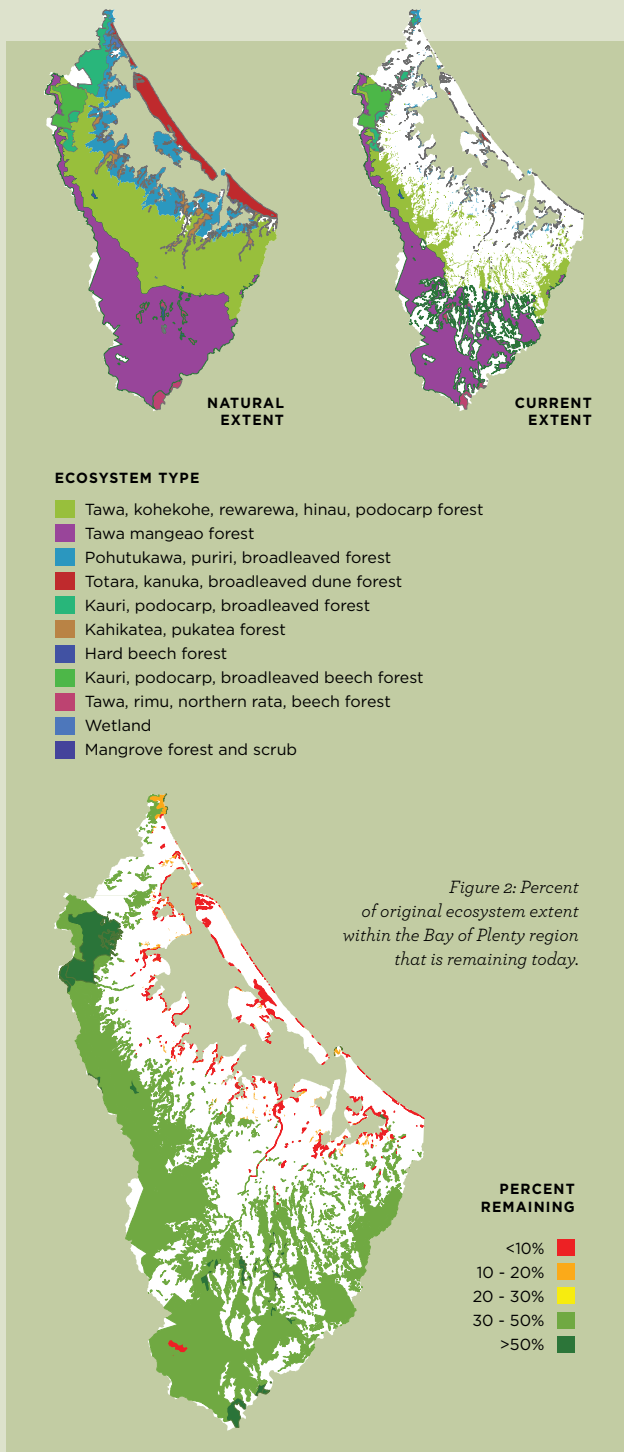 NATURAL
EXTENT
CURRENT
EXTENT
ECOSYSTEM TYPE
Tawa, kohekohe, rewarewa, hinau, podocarp forest
Tawa mangeao forest
Pohutukawa, puriri, broadleaved forest
Totara, kanuka, broadleaved dune forest
Kauri, podocarp, broadleaved forest
Kahikatea, pukatea forest
Hard beech forest
Kauri, podocarp, broadleaved beech forest
Tawa, rimu, northern rata, beech forest
Wetland
Mangrove forest and scrub
Figure 2: Percent
of original ecosystem extent
within the Bay of Plenty region
that is remaining today.
PERCENT
REMAINING
<10%
10 - 20%
20 - 30%
30 - 50%
>50%